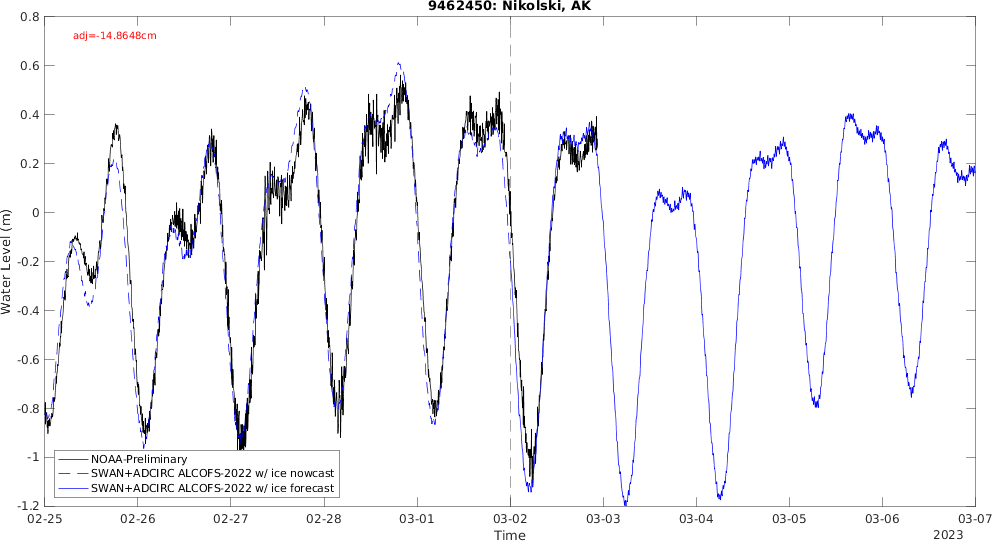 9462450: Nikolski, AK
adj=-14.8648cm
Water Level (m)
0.8
0.6
0.4
0.2
0
-0.2
-0.4
-0.6
-0.8
-1
-1.2
NOAA-Preliminary
SWAN+ADCIRC ALCOFS-2022 w/ ice nowcast
SWAN+ADCIRC ALCOFS-2022 w/ ice forecast
02-25 02-26 02-27 02-28 03-01 03-02 03-03 03-04 03-05 03-06 03-07
Time
2023